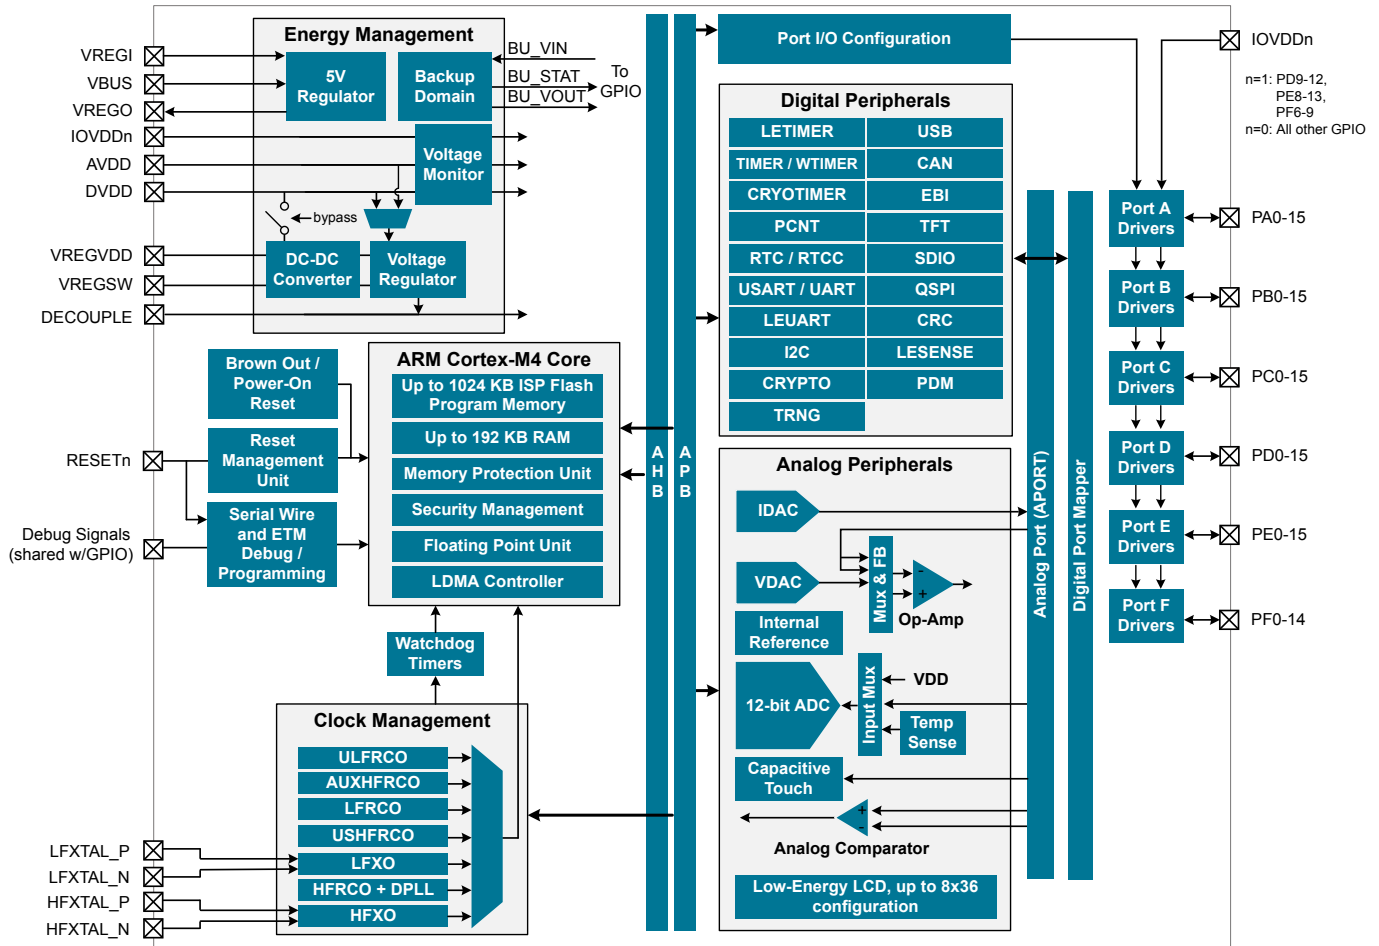 Energy Management
VREGI
VBUS
VREGO
IOVDDn
AVDD
DVDD
VREGVDD
VREGSW
DECOUPLE
5V
Regulator
Backup
Domain
BU_VIN
BU_STAT
BU_VOUT
To
GPIO
Voltage
Monitor
bypass
DC-DC
Converter
Voltage
Regulator
Brown Out /
Power-On
Reset
Reset
Management
Unit
Serial Wire
and ETM
Debug /
Programming
RESETn
Debug Signals
(shared w/GPIO)
ARM Cortex-M4 Core
Up to 1024 KB ISP Flash
Program Memory
Up to 192 KB RAM
Memory Protection Unit
Security Management
Floating Point Unit
LDMA Controller
Watchdog
Timers
Clock Management
ULFRCO
AUXHFRCO
LFRCO
USHFRCO
LFXO
HFRCO + DPLL
HFXO
LFXTAL_P
LFXTAL_N
HFXTAL_P
HFXTAL_N
A
H
B
A
P
B
Port I/O Configuration
Digital Peripherals
LETIMER
USB
TIMER / WTIMER
CAN
CRYOTIMER
EBI
PCNT
TFT
RTC / RTCC
SDIO
USART / UART
QSPI
LEUART
CRC
I2C
LESENSE
CRYPTO
PDM
TRNG
Analog Peripherals
IDAC
VDAC
Mux & FB
-
+
Op-Amp
Internal
Reference
12-bit ADC
Input Mux
VDD
Temp
Sense
Capacitive
Touch
+
-
Analog Comparator
Low-Energy LCD, up to 8x36
configuration
Analog Port (APORT)
Digital Port Mapper
IOVDDn
n=1: PD9-12,
PE8-13,
PF6-9
n=0: All other GPIO
Port A
Drivers
PA0-15
Port B
Drivers
PB0-15
Port C
Drivers
PC0-15
Port D
Drivers
PD0-15
Port E
Drivers
PE0-15
Port F
Drivers
PF0-14